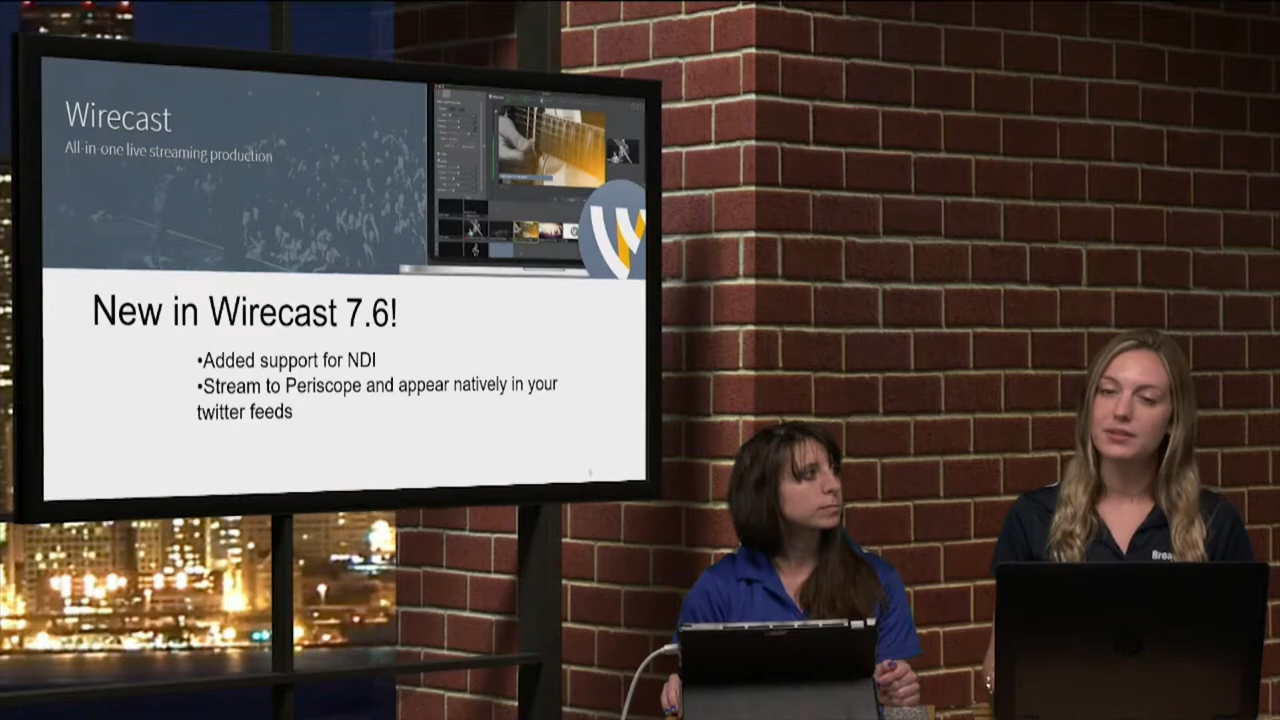 Wirecast
All-in-one live streaming production
New in Wirecast 7.6!
•Added support for NDI
•Stream to Periscope and appear natively in your
twitter feeds
6